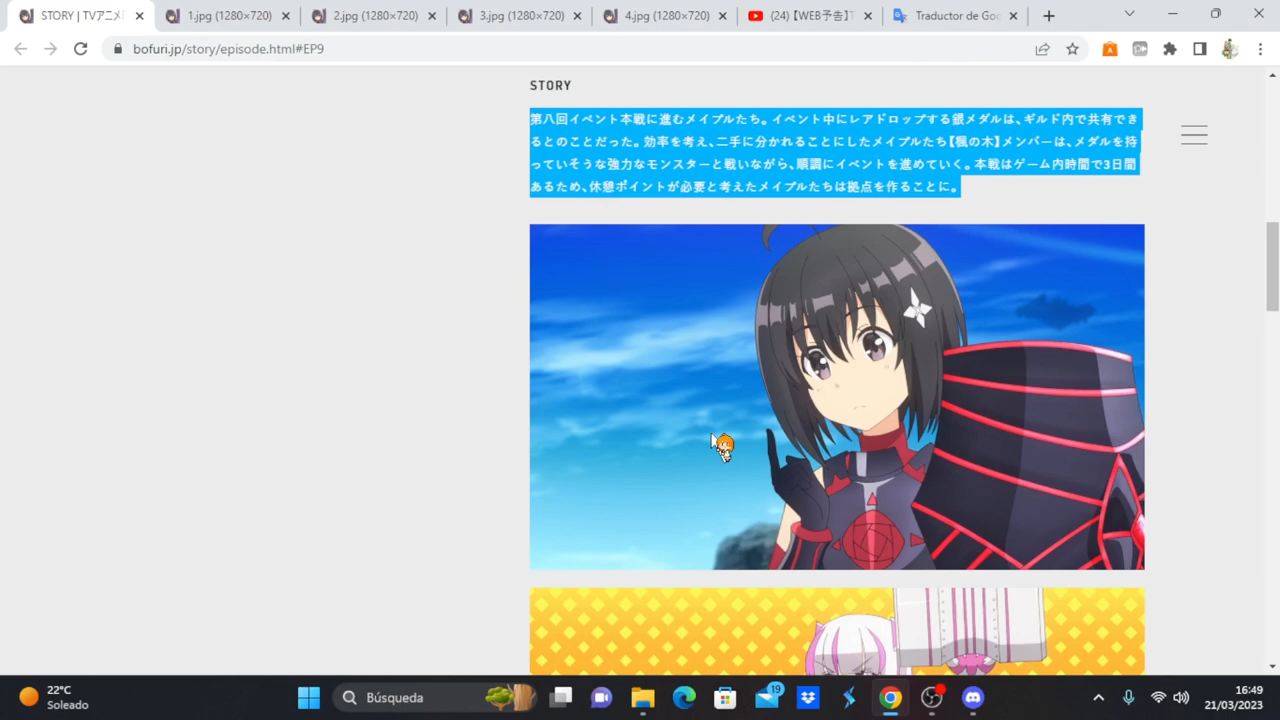 STORY | TVアニメ
1.jpg (1280×720)
2.jpg (1280×720)
3.jpg (1280×720)
4.jpg (1280×720)
(24) 【WEB予告】T
Traductor de Goo
bofuri.jp/story/episode.html#EP9
STORY
第八回イベント本戦に進むメイプルたち。イベント中にレアドロップする銀メダルは、ギルド内で共有でき
るとのことだった。効率を考え、二手に分かれることにしたメイプルたち【楓の木】メンバーは、メダルを持
っていそうな強力なモンスターと戦いながら、順調にイベントを進めていく。本戦はゲーム内時間で3日間
あるため、休憩ポイントが必要と考えたメイプルたちは拠点を作ることに。
22°C
Soleado
Búsqueda
19
16:49
21/03/2023